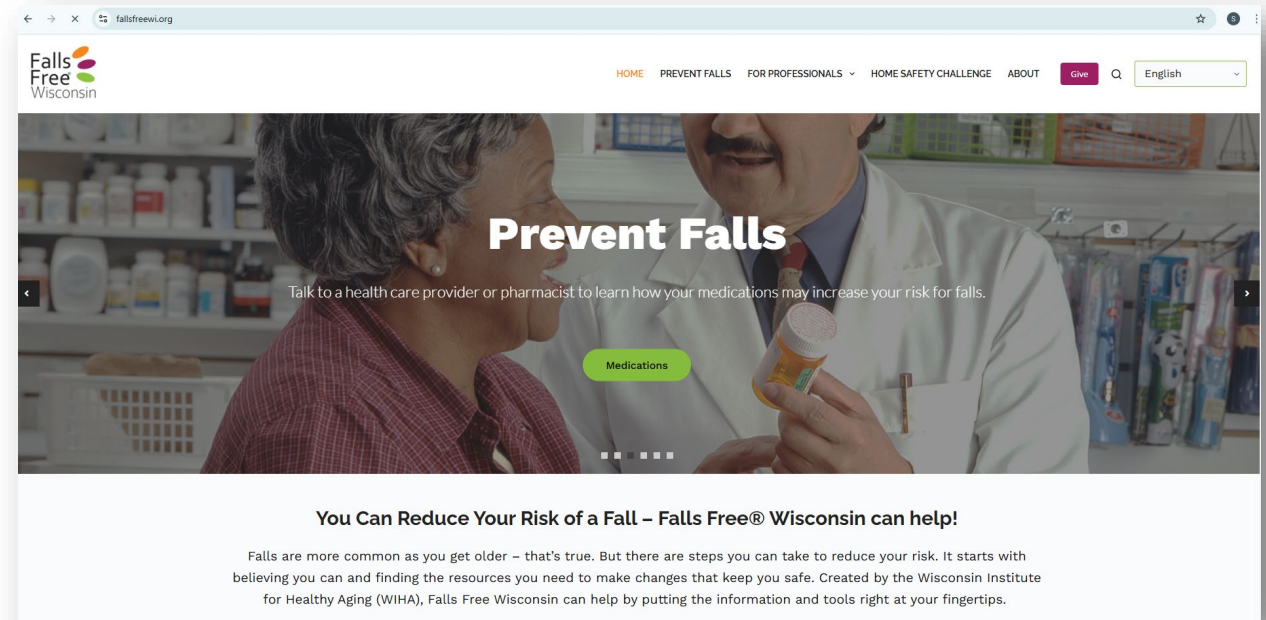 fallsfreewi.org
S
Falls
Free®
Wisconsin
HOME PREVENT FALLS FOR PROFESSIONALS HOME SAFETY CHALLENGE ABOUT Give English
Prevent Falls
Talk to a health care provider or pharmacist to learn how your medications may increase your risk for falls.
Medications
You Can Reduce Your Risk of a Fall – Falls Free® Wisconsin can help!
Falls are more common as you get older – that's true. But there are steps you can take to reduce your risk. It starts with
believing you can and finding the resources you need to make changes that keep you safe. Created by the Wisconsin Institute
for Healthy Aging (WIHA), Falls Free Wisconsin can help by putting the information and tools right at your fingertips.